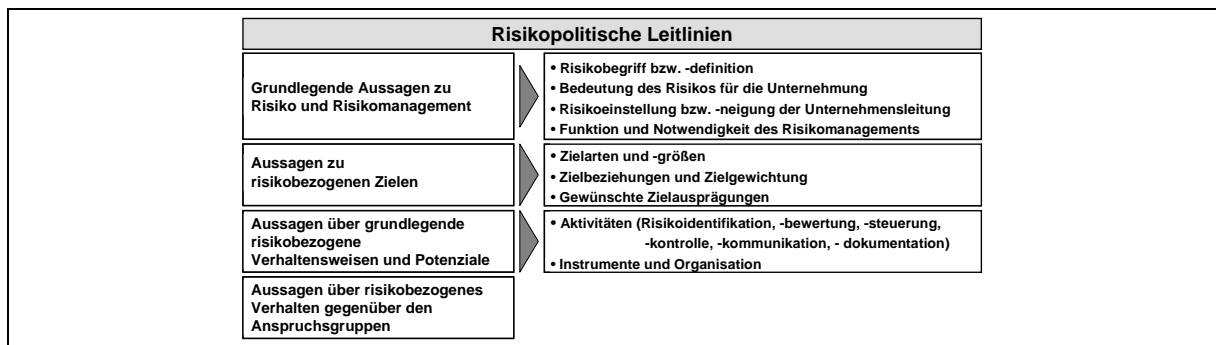 Risikopolitische Leitlinien
Grundlegende Aussagen zu
Risiko und Risikomanagement
• Risikobegriff bzw. -definition
• Bedeutung des Risikos für die Unternehmung
• Risikoeinstellung bzw. -neigung der Unternehmensleitung
• Funktion und Notwendigkeit des Risikomanagements
Aussagen zu
risikobezogenen Zielen
• Zielarten und -größen
• Zielbeziehungen und Zielgewichtung
• Gewünschte Zielausprägungen
Aussagen über grundlegende
risikobezogene
Verhaltensweisen und Potenziale
• Aktivitäten (Risikoidentifikation, -bewertung, -steuerung,
-kontrolle, -kommunikation, - dokumentation)
• Instrumente und Organisation
Aussagen über risikobezogenes
Verhalten gegenüber den
Anspruchsgruppen